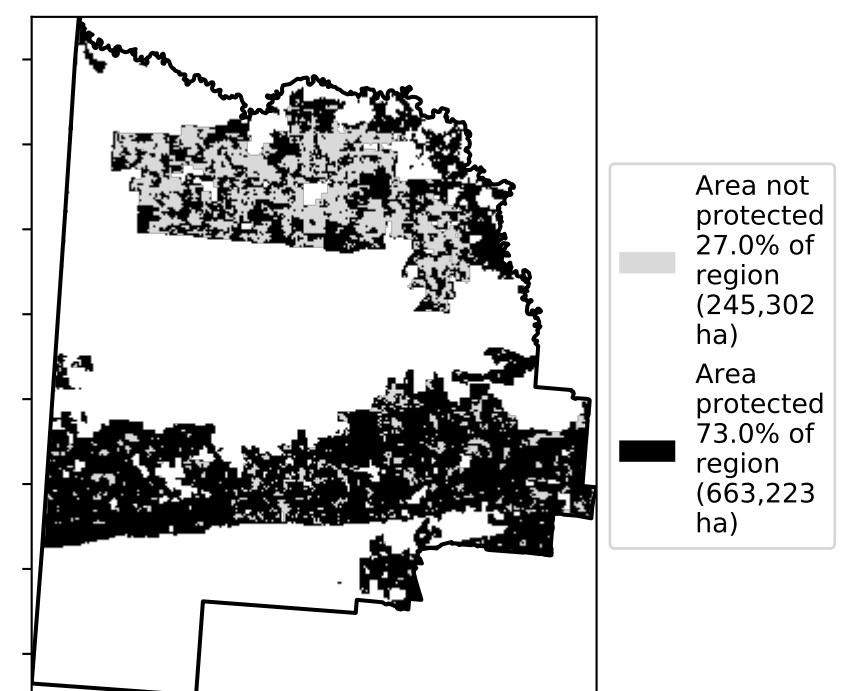 Area not
protected
27.0% of
region
(245,302
ha)
Area
protected
73.0% of
region
(663,223
ha)